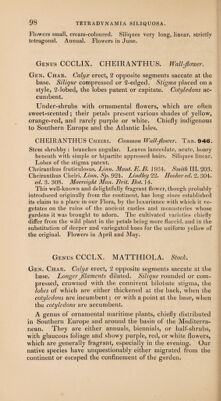 98 TETRADYNAMIA SILIQUOSA.
Flowers small, cream-coloured. Siliques very long, linear, strictly
tetragonal. Annual. Flowers in June.
Genus CCCLIX. CHEIRANTHUS. Wall-flower.
Gen. Char. Calyx erect, 2 opposite segments saccate at the
base. Silique compressed or 2-edged. Stigma placed on a
style, 2-lobed, the lobes patent or capitate. Cotyledons ac-
cumbent.
Under-shrubs with ornamental flowers, which are often
sweet-scented; their petals present various shades of yellow,
orange-red, and rarely purple or white. Chiefly indigenous
to Southern Europe and the Atlantic Isles.
CHEIRANTHUS CHEIRI. Common Wall-flower. Tab. 946.
Stem shrubby: branches angular. Leaves lanceolate, acute, hoary
beneath with simple or bipartite appressed hairs. Siliques linear.
Lobes of the stigma patent.
Cheiranthus fruticulosus, Linn. Mant. E. B. 1934. Smith III. 203.
Cheiranthus Cheiri, Linn. Sp. 924. Lindley 22. Hooker ed. 2. 304.
ed. 3. 309. Macreight Man. Brit. Bot. 14.
This well-known and delightfully fragrant flower, though probably
introduced originally from the continent, has long since established
its claim to a place in our Flora, by the luxuriance with which it ve-
getates on the ruins of the ancient castles and monasteries whose
gardens it was brought to adorn. The cultivated varieties chiefly
differ from the wild plant in the petals being more florid, and in the
substitution of deeper and variegated hues for the uniform yellow of
the original. Flowers in April and May.
Genus CCCLX. MATTHIOLA. Stock.
Gen. Char. Calyx erect, 2 opposite segments saccate at the
base. Longer filaments dilated. Silique rounded or com-
pressed, crowned with the connivent bilobate stigma, the
lobes of which are either thickened at the back, when the
cotyledons are incumbent; or with a point at the base, when
the cotyledons are accumbent.
A genus of ornamental maritime plants, chiefly distributed
in Southern Europe and around the basin of the Mediterra-
nean. They are either annuals, biennials, or half-shrubs,
with glaucous foliage and showy purple, red, or white flowers,
which are generally fragrant, especially in the evening. Our
native species have unquestionably either migrated from the
continent or escaped the confinement of the garden.